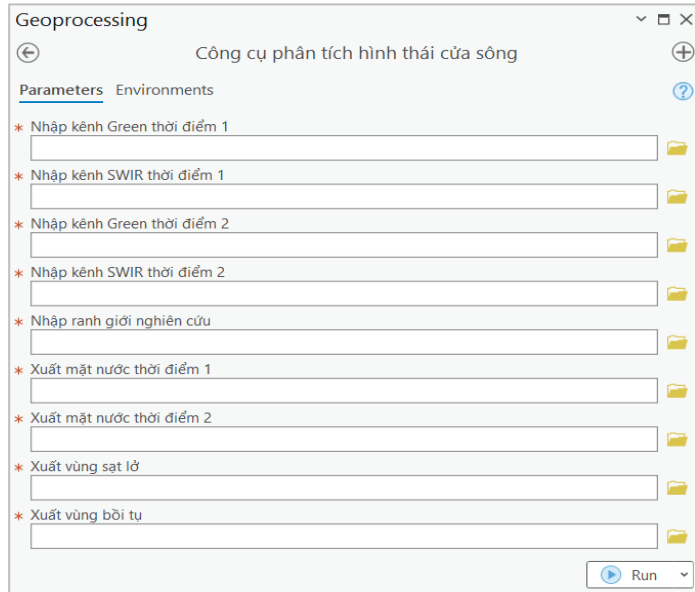 Geoprocessing
Công cụ phân tích hình thái cửa sông
Parameters Environments
* Nhập kênh Green thời điểm 1
* Nhập kênh SWIR thời điểm 1
* Nhập kênh Green thời điểm 2
* Nhập kênh SWIR thời điểm 2
* Nhập ranh giới nghiên cứu
* Xuất mặt nước thời điểm 1
* Xuất mặt nước thời điểm 2
* Xuất vùng sạt lở
* Xuất vùng bồi tụ
Run